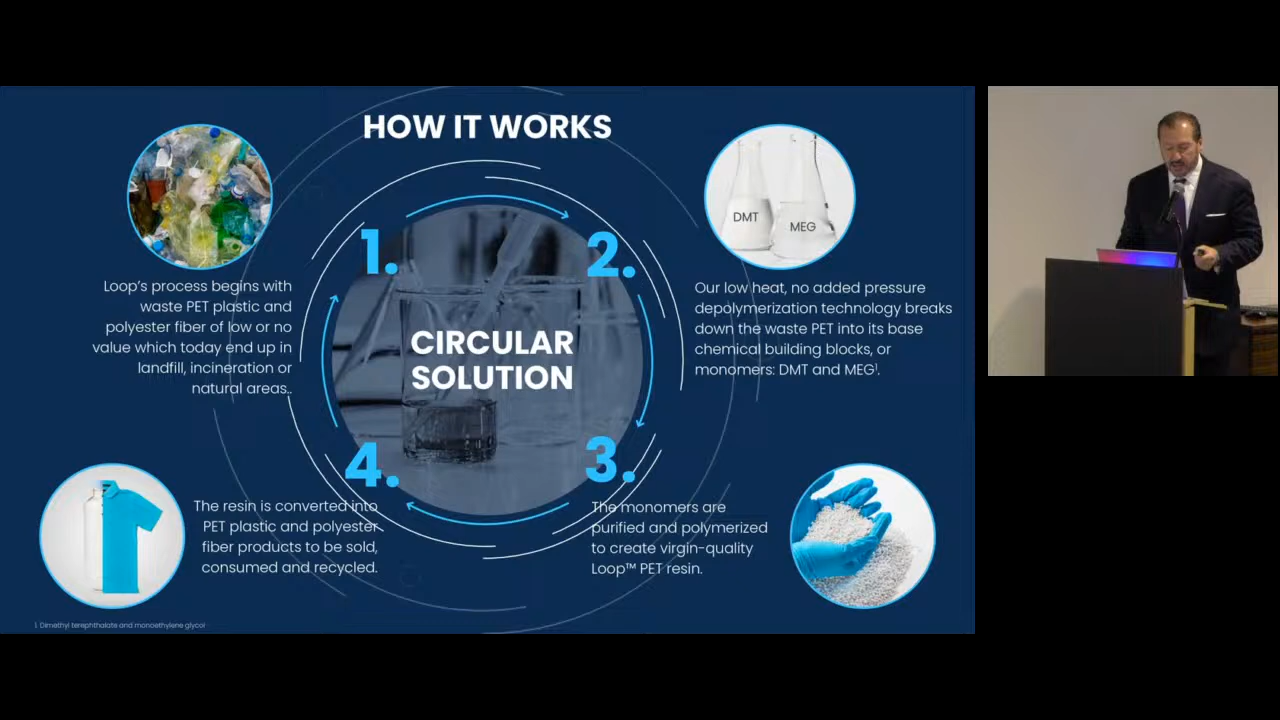 HOW IT WORKS
1.
Loop's process begins with
waste PET plastic and
polyester fiber of low or no
value which today end up in
landfill, incineration or
natural areas..
2.
DMT
MEG
Our low heat, no added pressure
depolymerization technology breaks
down the waste PET into its base
chemical building blocks, or
monomers: DMT and MEG¹.
CIRCULAR
SOLUTION
3.
The monomers are
purified and polymerized
to create virgin-quality
Loop™ PET resin.
4.
The resin is converted into
PET plastic and polyester
fiber products to be sold,
consumed and recycled.
1. Dimethyl terephthalate and monoethylene glycol